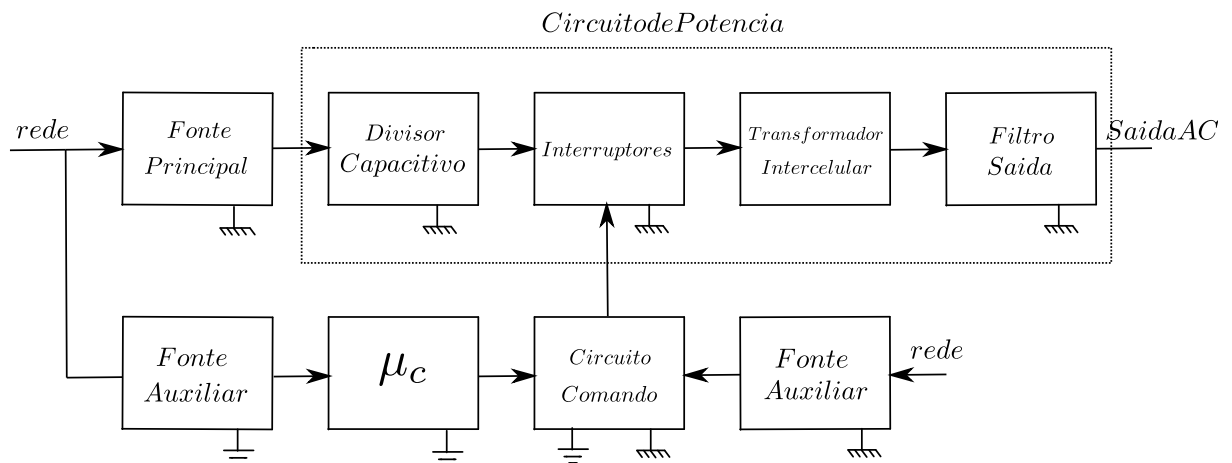 CircuitodePotencia
rede
Fonte
Principal
Divisor
Capacitivo
Interruptores
Transformador
Intercelular
Filtro
Saida
SaidaAC
Fonte
Auxiliar
μc
Circuito
Comando
Fonte
Auxiliar
rede